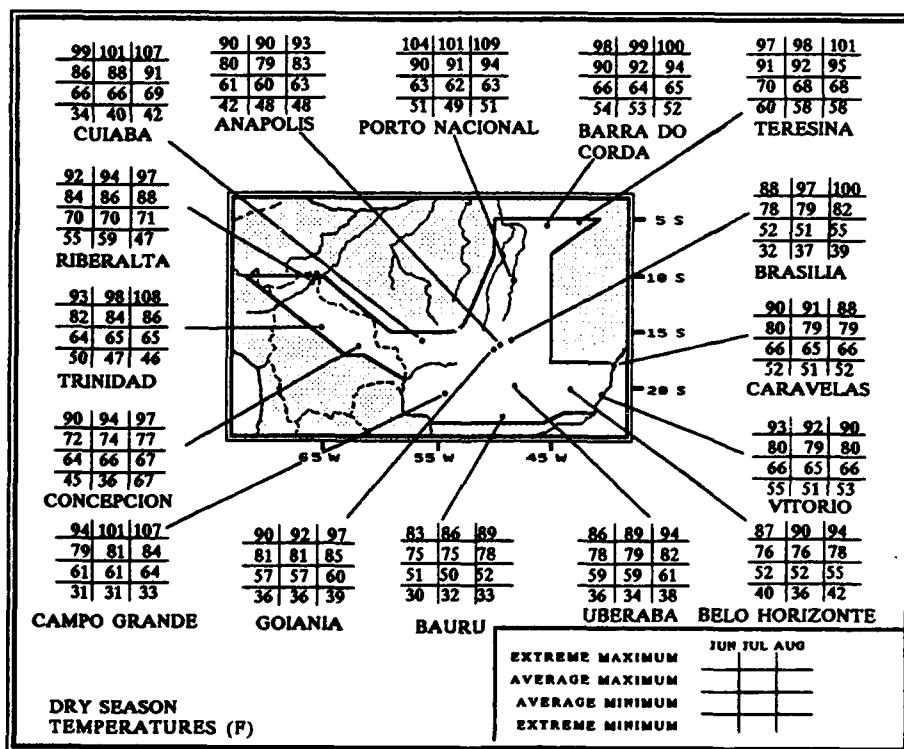 99 101 107
86 88 91
66 66 69
34 40 42
CUIABA
90 90 93
80 79 83
61 60 63
42 48 48
ANAPOLIS
104 101 109
90 91 94
63 62 63
51 49 51
PORTO NACIONAL
98 99 100
90 92 94
66 64 65
54 53 52
BARRA DO
CORDA
97 98 101
91 92 95
70 68 68
60 58 58
TERESINA
92 94 97
84 86 88
70 70 71
55 59 47
RIBERALTA
88 97 100
78 79 82
52 51 55
32 37 39
BRASILIA
93 98 108
82 84 86
64 65 65
50 47 46
TRINIDAD
90 91 88
80 79 79
66 65 66
52 51 52
CARAVELAS
5 S
10 S
15 S
20 S
65 W 55 W 45 W
90 94 97
72 74 77
64 66 67
45 36 67
CONCEPCION
93 92 90
80 79 80
66 65 66
55 51 53
VITORIO
94 101 107
79 81 84
61 61 64
31 31 33
CAMPO GRANDE
90 92 97
81 81 85
57 57 60
36 36 39
GOIANIA
83 86 89
75 75 78
51 50 52
30 32 33
BAURU
86 89 94
78 79 82
59 59 61
36 34 38
UBERABA
87 90 94
76 76 78
52 52 55
40 36 42
BELO HORIZONTE
JUN JUL AUG
EXTREME MAXIMUM
AVERAGE MAXIMUM
AVERAGE MINIMUM
EXTREME MINIMUM
DRY SEASON
TEMPERATURES (F)